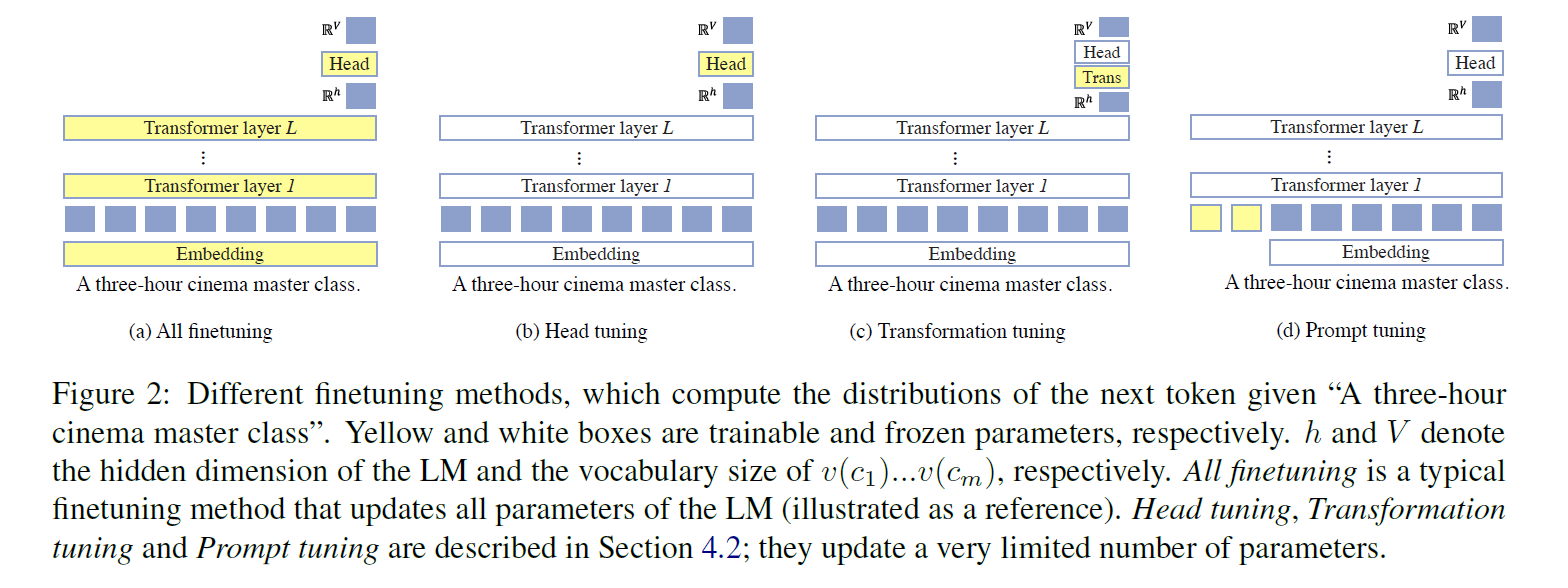 ℝ^V ℝ^V ℝ^V ℝ^V
Head Head Head Head
Trans
ℝ^h ℝ^h ℝ^h ℝ^h
Transformer layer L Transformer layer L Transformer layer L Transformer layer L
⋮ ⋮ ⋮ ⋮
Transformer layer 1 Transformer layer 1 Transformer layer 1 Transformer layer 1
Embedding Embedding Embedding Embedding
A three-hour cinema master class. A three-hour cinema master class. A three-hour cinema master class. A three-hour cinema master class.
(a) All finetuning (b) Head tuning (c) Transformation tuning (d) Prompt tuning
Figure 2: Different finetuning methods, which compute the distributions of the next token given “A three-hour
cinema master class”. Yellow and white boxes are trainable and frozen parameters, respectively. h and V denote
the hidden dimension of the LM and the vocabulary size of v(c₁)...v(cₘ), respectively. All finetuning is a typical
finetuning method that updates all parameters of the LM (illustrated as a reference). Head tuning, Transformation
tuning and Prompt tuning are described in Section 4.2; they update a very limited number of parameters.